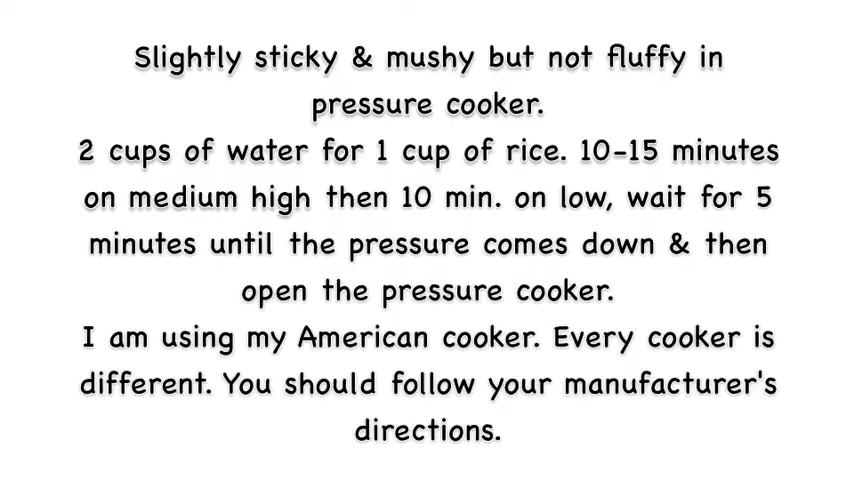 Slightly sticky & mushy but not fluffy in
pressure cooker.
2 cups of water for 1 cup of rice. 10-15 minutes
on medium high then 10 min. on low, wait for 5
minutes until the pressure comes down & then
open the pressure cooker.
I am using my American cooker. Every cooker is
different. You should follow your manufacturer's
directions.